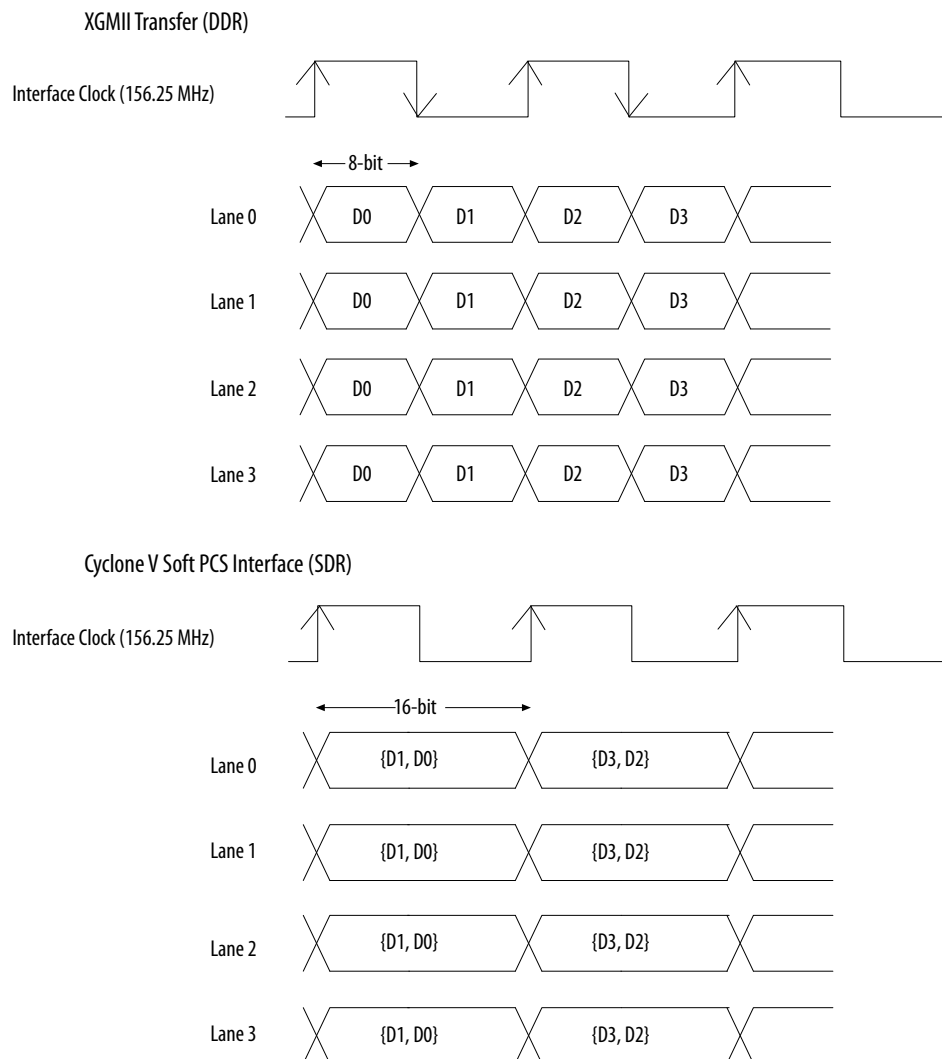 XGMII Transfer (DDR)
Interface Clock (156.25 MHz)
8-bit
Lane 0 D0 D1 D2 D3
Lane 1 D0 D1 D2 D3
Lane 2 D0 D1 D2 D3
Lane 3 D0 D1 D2 D3
Cyclone V Soft PCS Interface (SDR)
Interface Clock (156.25 MHz)
16-bit
Lane 0 {D1, D0} {D3, D2}
Lane 1 {D1, D0} {D3, D2}
Lane 2 {D1, D0} {D3, D2}
Lane 3 {D1, D0} {D3, D2}